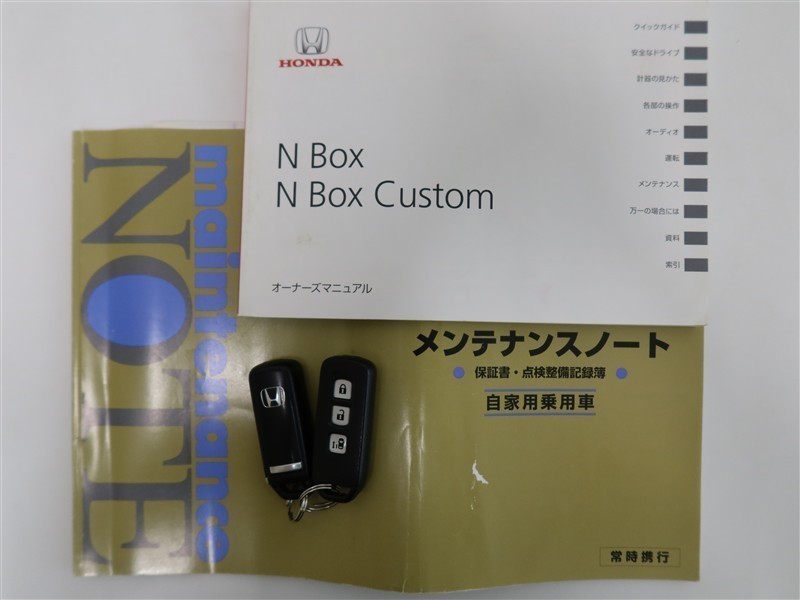 HONDA
N Box
N Box Custom
オーナーズマニュアル
クイックガイド
安全なドライブ
計器の見かた
各部の操作
オーディオ
運転
メンテナンス
万一の場合には
資料
索引
maintenance
NOTE
メンテナンスノート
保証書・点検整備記録簿
自家用乗用車
常時携行